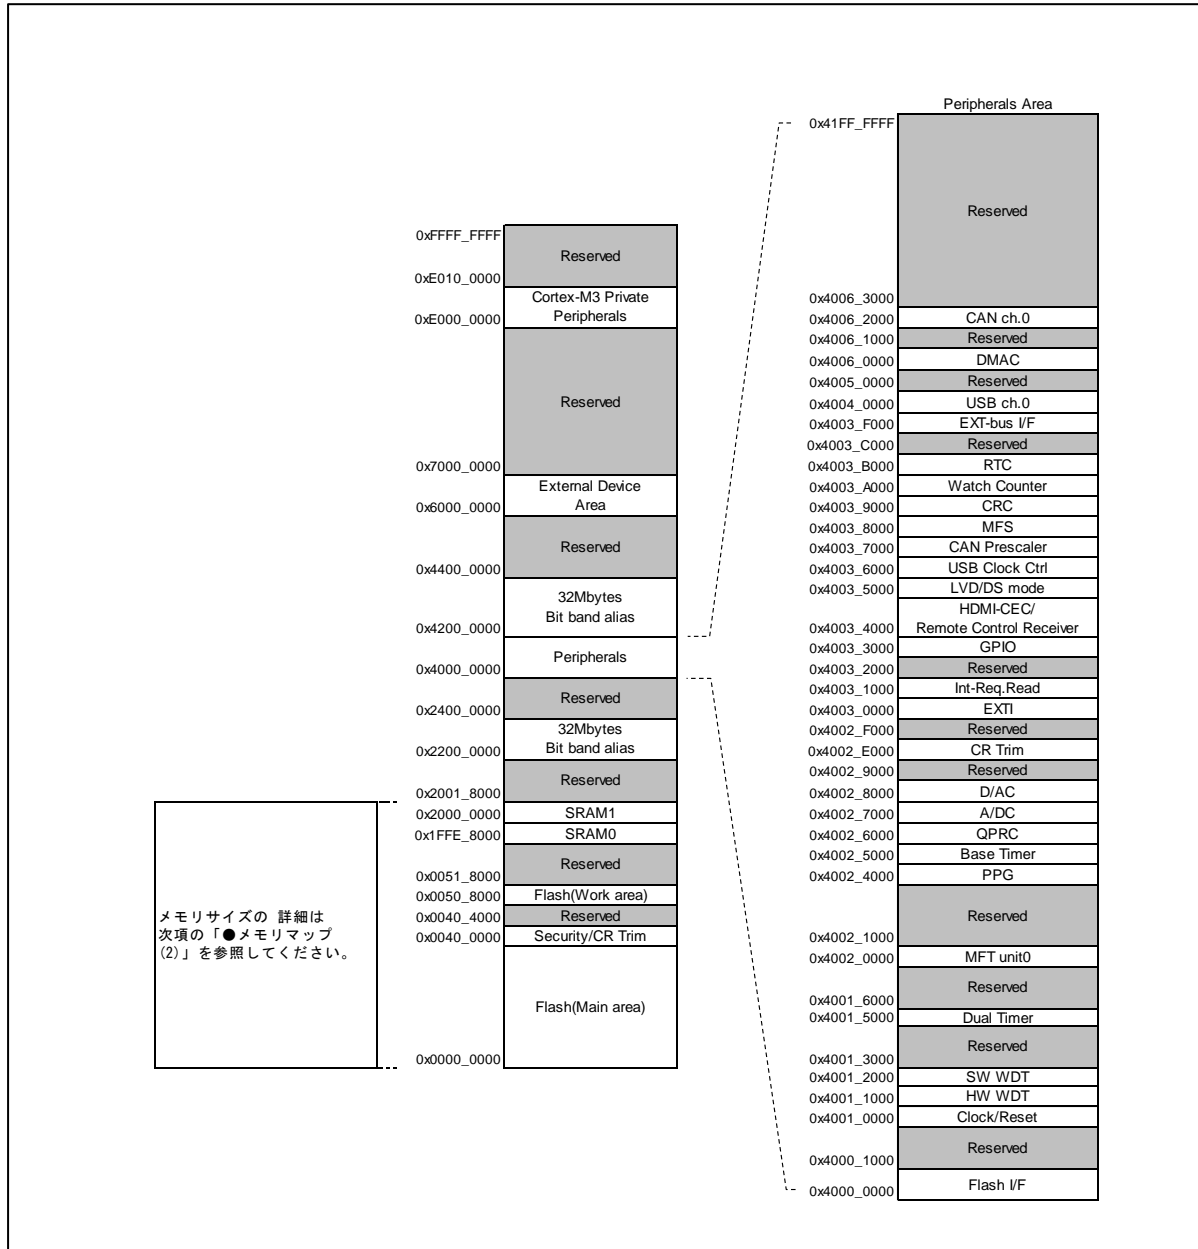 Peripherals Area
0x41FF_FFFF
Reserved
0x4006_3000
0x4006_2000 CAN ch.0
0x4006_1000 Reserved
0x4006_0000 DMAC
0x4005_0000 Reserved
0x4004_0000 USB ch.0
0x4003_F000 EXT-bus I/F
0x4003_C000 Reserved
0x4003_B000 RTC
0x4003_A000 Watch Counter
0x4003_9000 CRC
0x4003_8000 MFS
0x4003_7000 CAN Prescaler
0x4003_6000 USB Clock Ctrl
0x4003_5000 LVD/DS mode
HDMI-CEC/
0x4003_4000 Remote Control Receiver
0x4003_3000 GPIO
0x4003_2000 Reserved
0x4003_1000 Int-Req.Read
0x4003_0000 EXTI
0x4002_F000 Reserved
0x4002_E000 CR Trim
0x4002_9000 Reserved
0x4002_8000 D/AC
0x4002_7000 A/DC
0x4002_6000 QPRC
0x4002_5000 Base Timer
0x4002_4000 PPG
Reserved
0x4002_1000
0x4002_0000 MFT unit0
Reserved
0x4001_6000
0x4001_5000 Dual Timer
Reserved
0x4001_3000
0x4001_2000 SW WDT
0x4001_1000 HW WDT
0x4001_0000 Clock/Reset
Reserved
0x4000_1000
0x4000_0000 Flash I/F
0xFFFF_FFFF
Reserved
0xE010_0000
Cortex-M3 Private
0xE000_0000 Peripherals
Reserved
0x7000_0000
External Device
0x6000_0000 Area
Reserved
0x4400_0000
32Mbytes
Bit band alias
0x4200_0000
Peripherals
0x4000_0000
Reserved
0x2400_0000
32Mbytes
0x2200_0000 Bit band alias
Reserved
0x2001_8000
0x2000_0000 SRAM1
0x1FFE_8000 SRAM0
Reserved
0x0051_8000
0x0050_8000 Flash(Work area)
0x0040_4000 Reserved
0x0040_0000 Security/CR Trim
Flash(Main area)
0x0000_0000
メモリサイズの 詳細は
次項の「●メモリマップ
(2)」を参照してください。